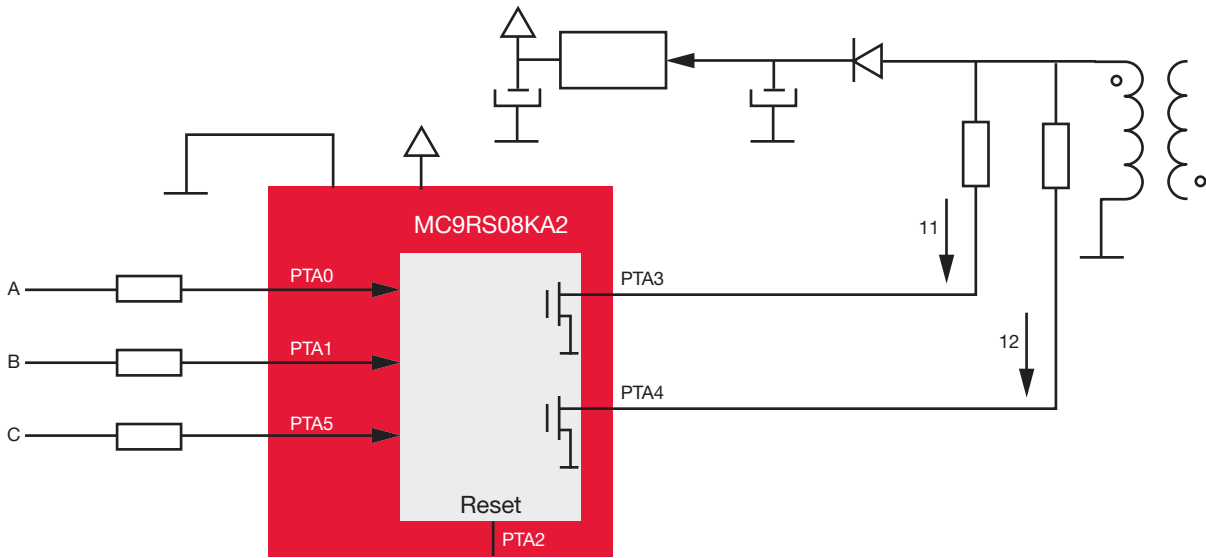 MC9RS08KA2
11
A
PTA0
PTA3
B
PTA1
12
PTA4
C
PTA5
Reset
PTA2